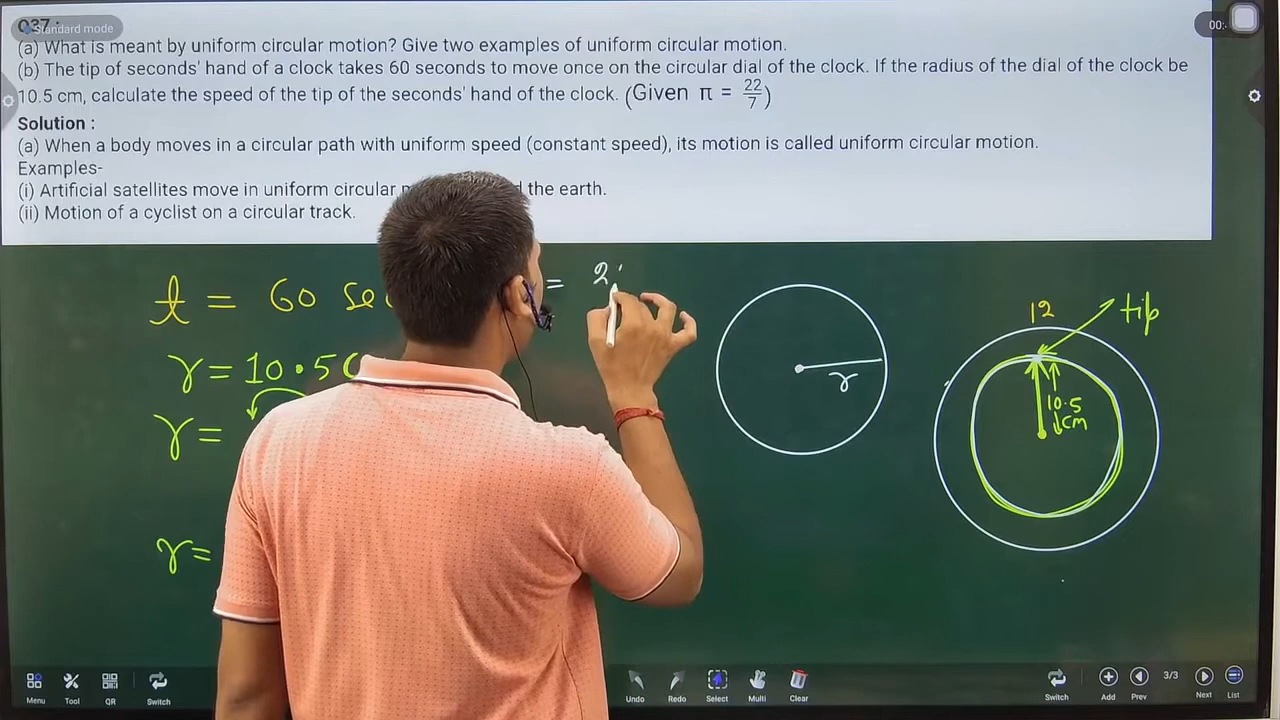 Q37 :
Standard mode
00:
(a) What is meant by uniform circular motion? Give two examples of uniform circular motion.
(b) The tip of seconds' hand of a clock takes 60 seconds to move once on the circular dial of the clock. If the radius of the dial of the clock be
10.5 cm, calculate the speed of the tip of the seconds' hand of the clock. (Given π = 22/7)
Solution :
(a) When a body moves in a circular path with uniform speed (constant speed), its motion is called uniform circular motion.
Examples-
(i) Artificial satellites move in uniform circular the earth.
(ii) Motion of a cyclist on a circular track.
t = 60 sec
= 2
12
tip
r = 10.5 c
r
10.5
cm
r =
r =
Menu
Tool
QR
Switch
Undo
Redo
Select
Multi
Clear
Switch
Add
Prev
3/3
Next
List